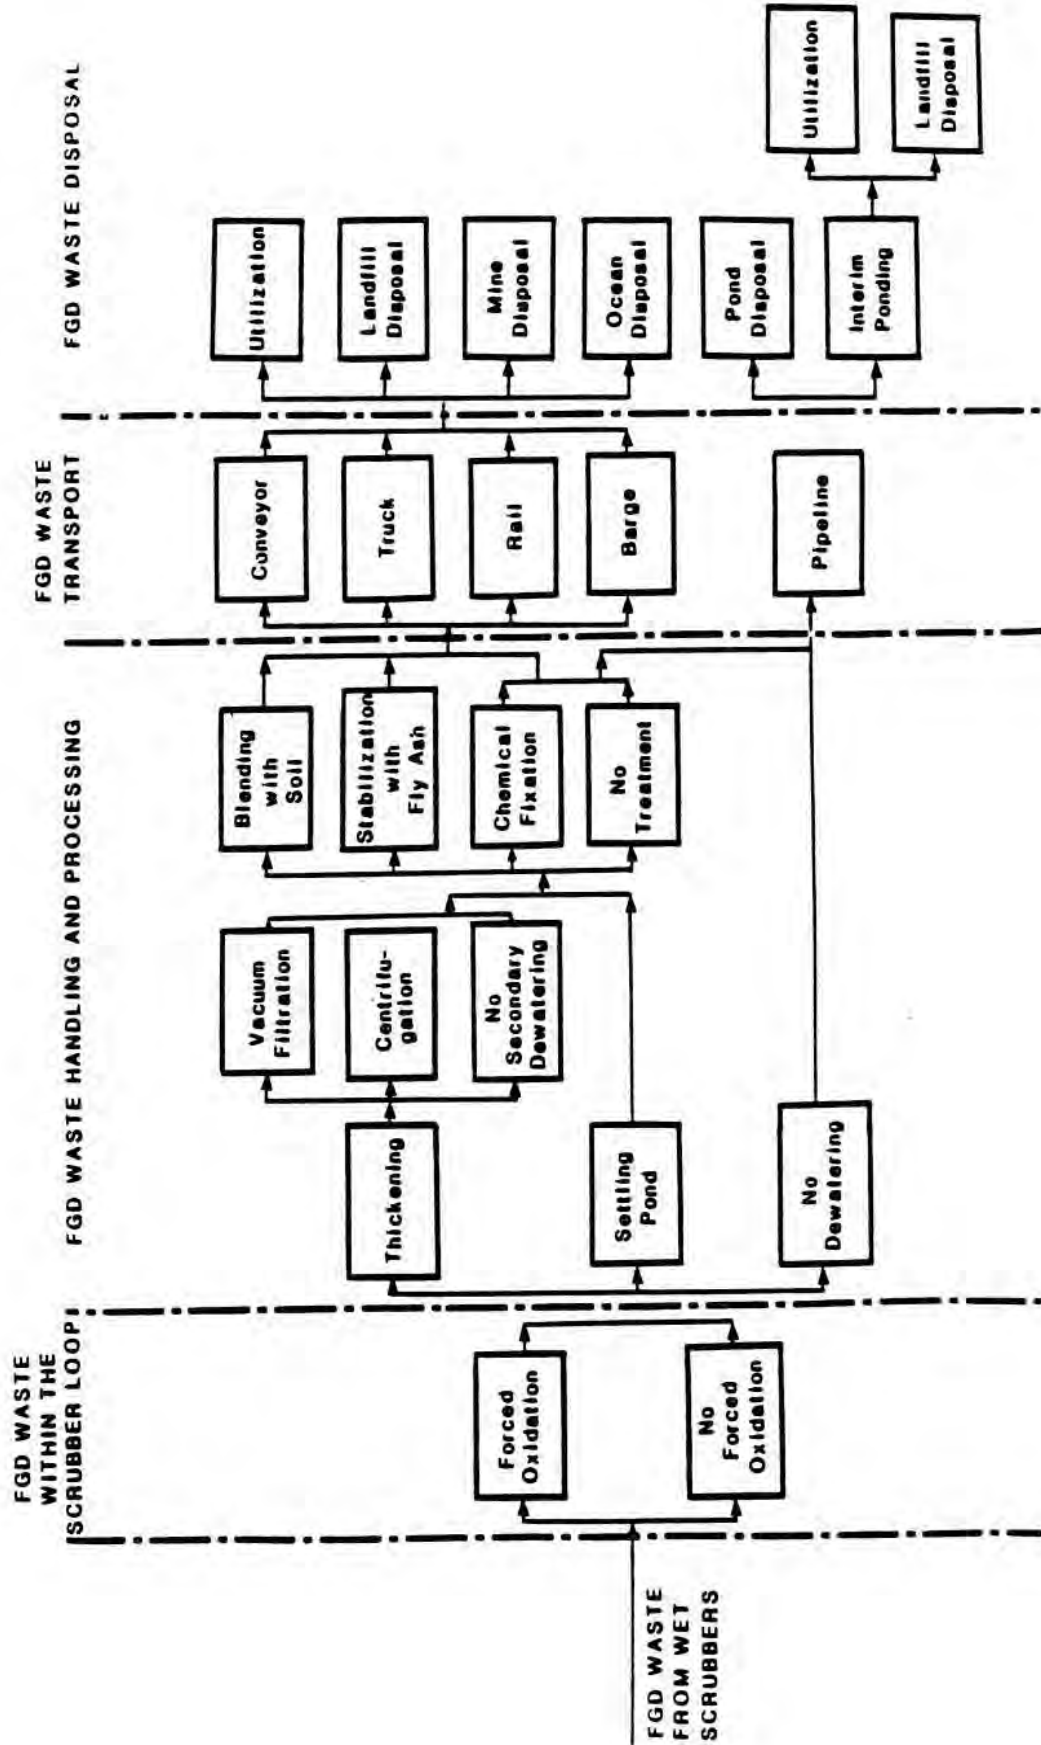 FGD WASTE
FROM WET
SCRUBBERS
FGD WASTE
WITHIN THE
SCRUBBER LOOP
Forced
Oxidation
No
Forced
Oxidation
FGD WASTE HANDLING AND PROCESSING
Thickening
Settling
Pond
No
Dewatering
Vacuum
Filtration
Centrifu-
gation
No
Secondary
Dewatering
Blending
with
Soil
Stabilization
with
Fly Ash
Chemical
Fixation
No
Treatment
FGD WASTE
TRANSPORT
Conveyor
Truck
Rail
Barge
Pipeline
FGD WASTE DISPOSAL
Utilization
Landfill
Disposal
Mine
Disposal
Ocean
Disposal
Pond
Disposal
Interim
Ponding
Utilization
Landfill
Disposal